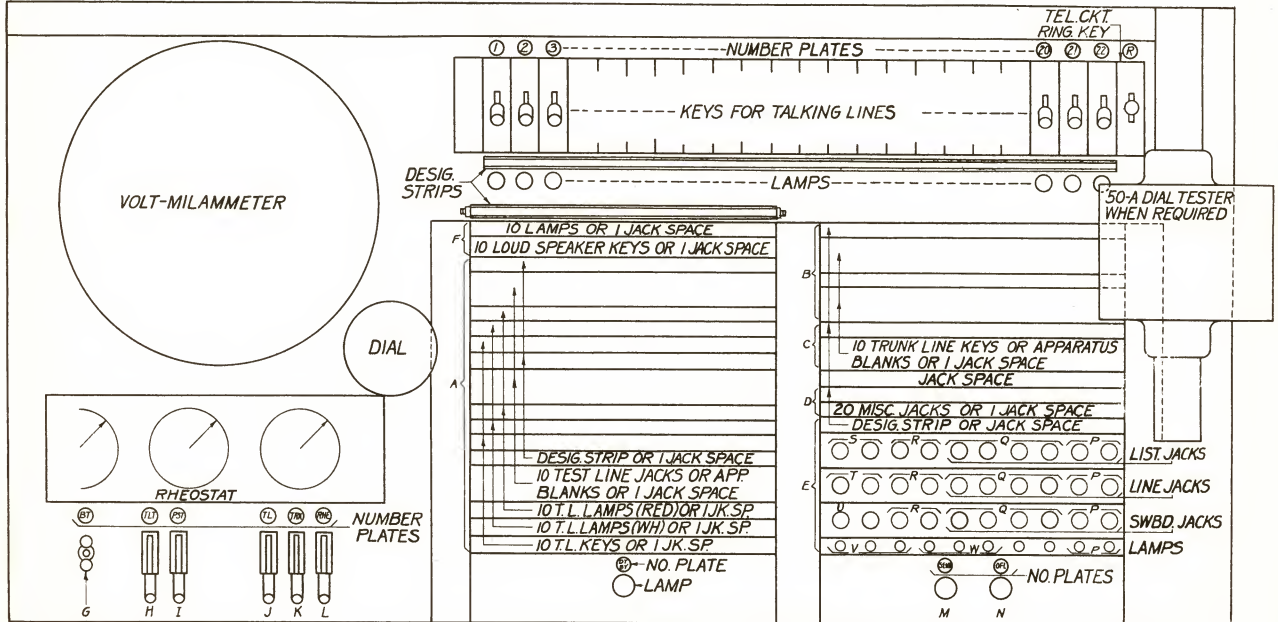 TEL. CKT.
RING. KEY
1 2 3 NUMBER PLATES 20 21 22 R
KEYS FOR TALKING LINES
DESIG.
STRIPS
LAMPS
VOLT-MILAMMETER
50-A DIAL TESTER
WHEN REQUIRED
F
10 LAMPS OR 1 JACK SPACE
10 LOUD SPEAKER KEYS OR 1 JACK SPACE
B
DIAL
A
C
10 TRUNK LINE KEYS OR APPARATUS
BLANKS OR 1 JACK SPACE
JACK SPACE
D
20 MISC. JACKS OR 1 JACK SPACE
DESIG. STRIP OR JACK SPACE
RHEOSTAT
DESIG. STRIP OR 1 JACK SPACE
10 TEST LINE JACKS OR APP.
BLANKS OR 1 JACK SPACE
10 T.L. LAMPS (RED) OR 1 JK. SP.
10 T.L. LAMPS (WH) OR 1 JK. SP.
10 T.L. KEYS OR 1 JK. SP.
E
S R Q P LIST. JACKS
T R Q P LINE JACKS
U R Q P SWBD. JACKS
V W P LAMPS
BT TLT PST TL TRK RHL
NUMBER
PLATES
G H I J K L
NO. PLATE
LAMP
NO. PLATES
M N